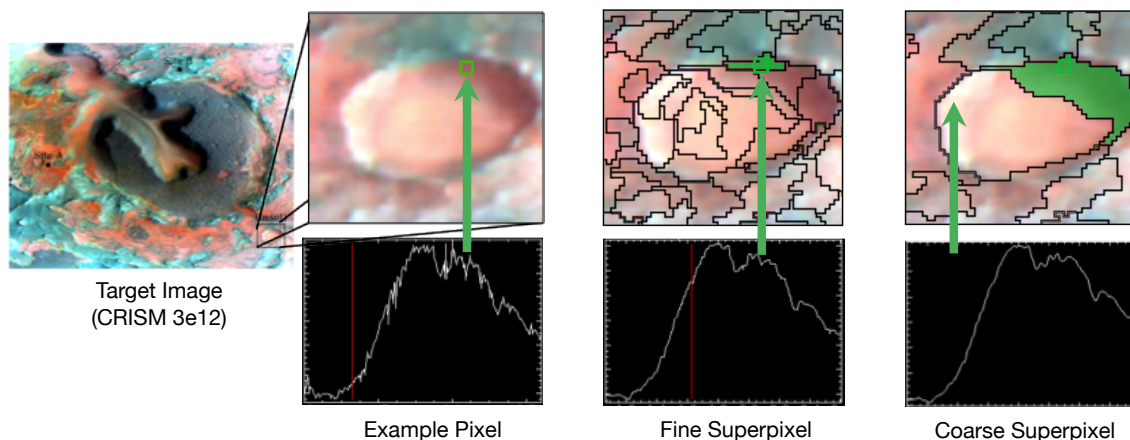 Target Image
(CRISM 3e12)
Example Pixel
Fine Superpixel
Coarse Superpixel